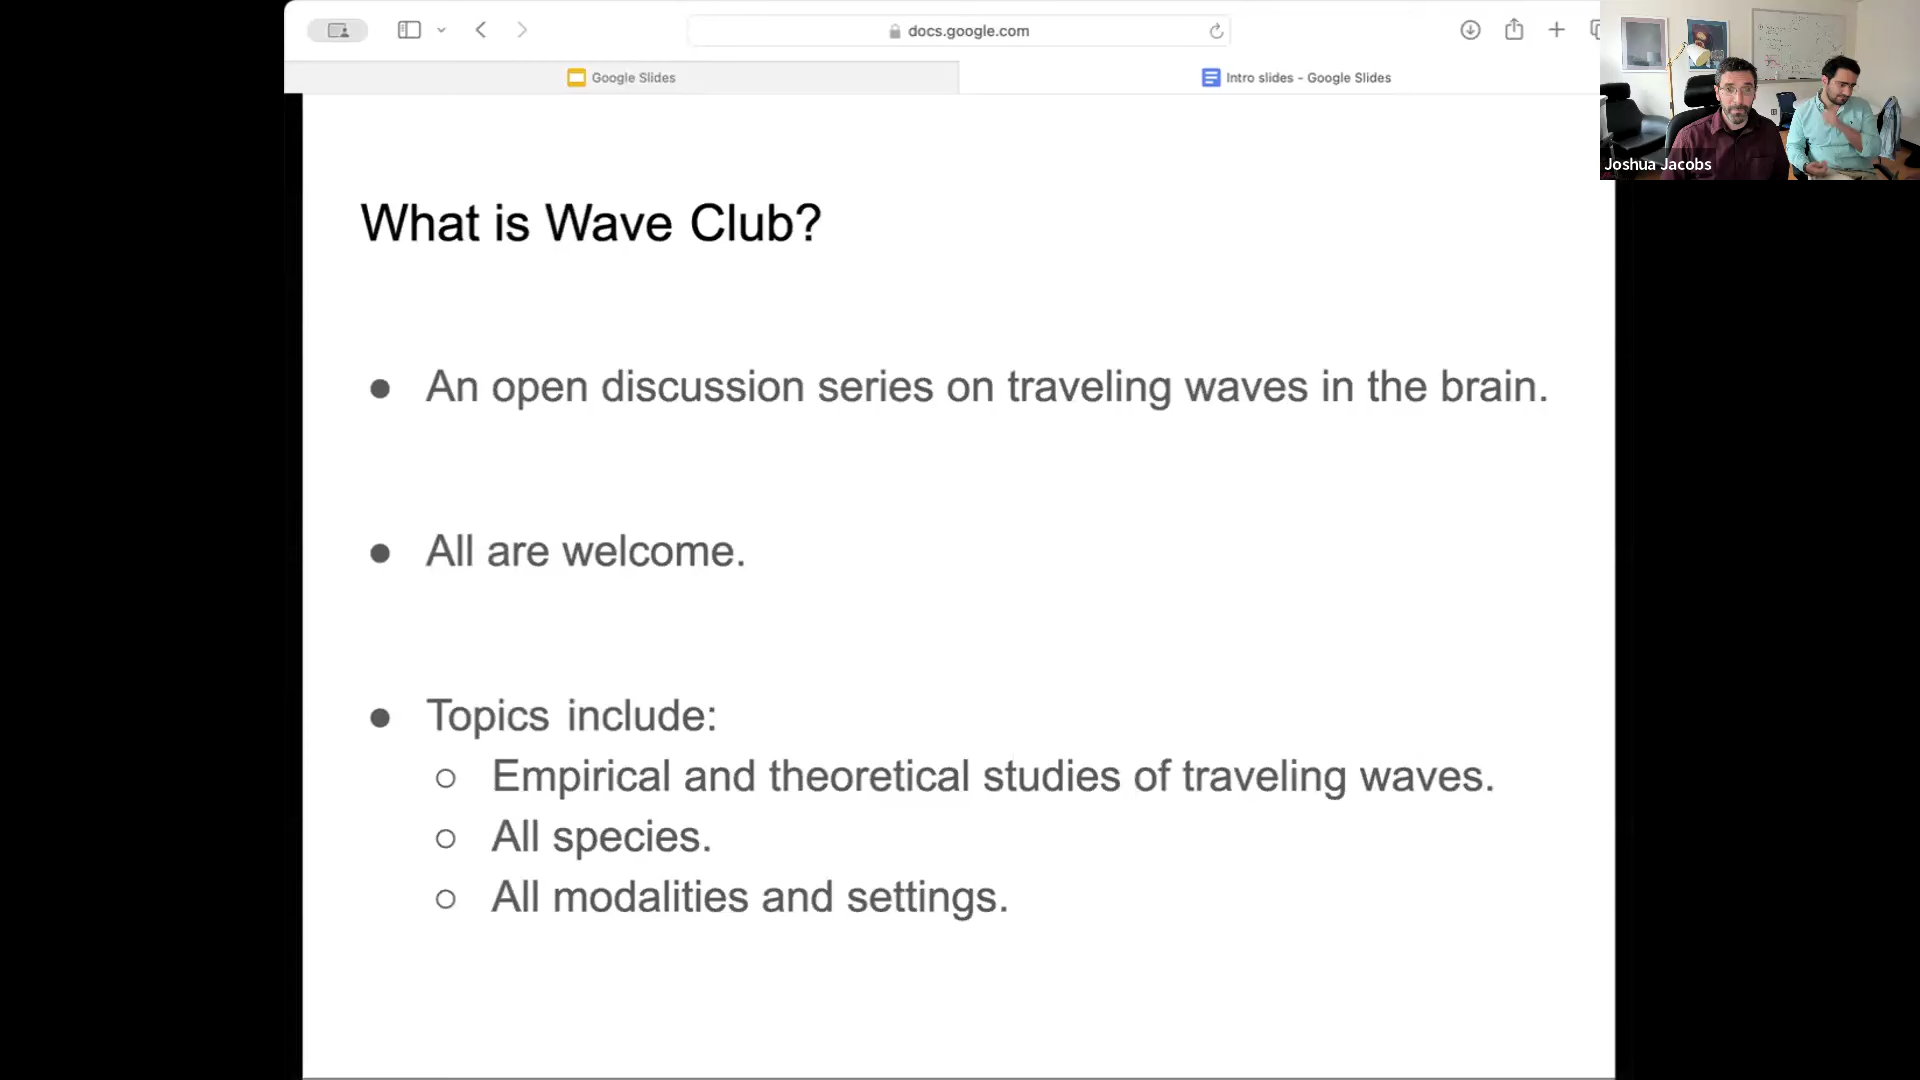 docs.google.com
Google Slides
Intro slides - Google Slides
Joshua Jacobs
What is Wave Club?
● An open discussion series on traveling waves in the brain.
● All are welcome.
● Topics include:
○ Empirical and theoretical studies of traveling waves.
○ All species.
○ All modalities and settings.